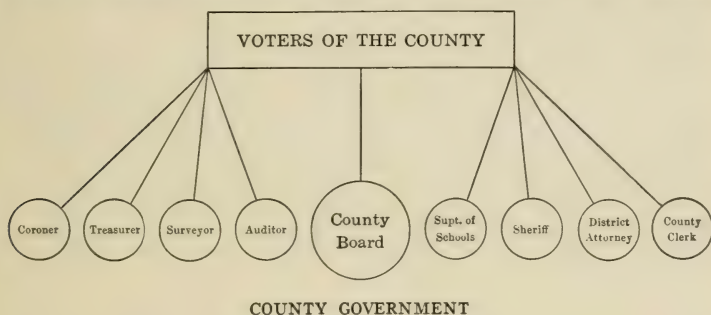 VOTERS OF THE COUNTY
Coroner
Treasurer
Surveyor
Auditor
County
Board
Supt. of
Schools
Sheriff
District
Attorney
County
Clerk
COUNTY GOVERNMENT